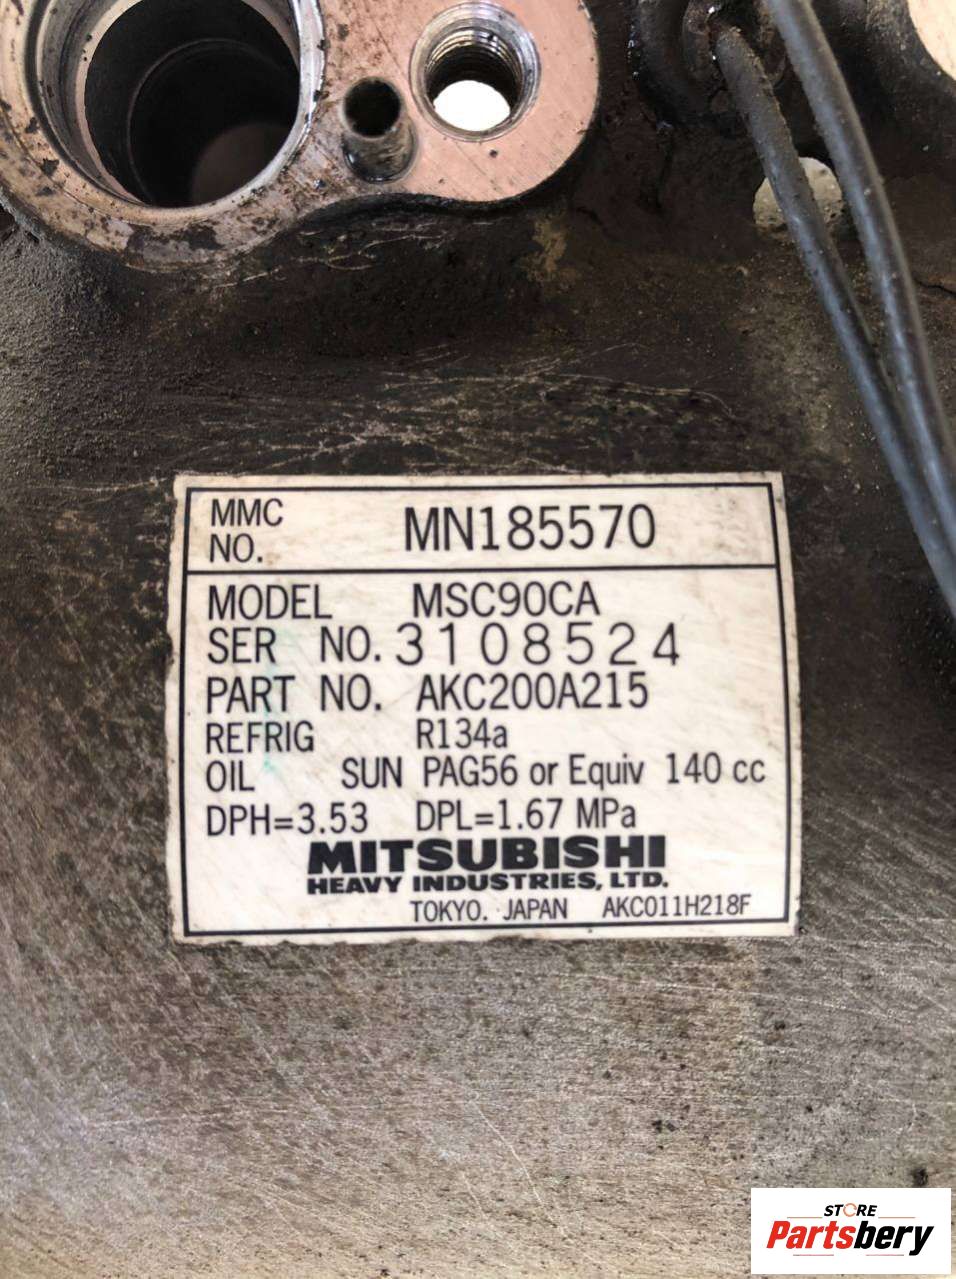 MMC NO. MN185570
MODEL MSC90CA
SER NO. 3108524
PART NO. AKC200A215
REFRIG R134a
OIL SUN PAG56 or Equiv 140 cc
DPH=3.53 DPL=1.67 MPa
MITSUBISHI
HEAVY INDUSTRIES, LTD.
TOKYO. JAPAN AKC011H218F
STORE
Partsbery